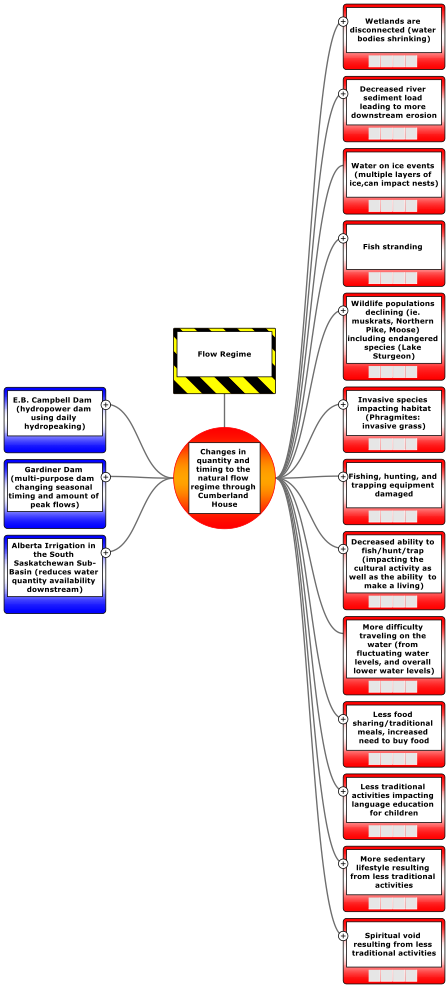 Wetlands are
disconnected (water
bodies shrinking)
Decreased river
sediment load
leading to more
downstream erosion
Water on ice events
(multiple layers of
ice,can impact nests)
Fish stranding
Wildlife populations
declining (ie.
muskrats, Northern
Pike, Moose)
including endangered
species (Lake
Sturgeon)
Flow Regime
E.B. Campbell Dam
(hydropower dam
using daily
hydropeaking)
Gardiner Dam
(multi-purpose dam
changing seasonal
timing and amount of
peak flows)
Alberta Irrigation in
the South
Saskatchewan Sub-
Basin (reduces water
quantity availability
downstream)
Changes in
quantity and
timing to the
natural flow
regime through
Cumberland
House
Invasive species
impacting habitat
(Phragmites:
invasive grass)
Fishing, hunting, and
trapping equipment
damaged
Decreased ability to
fish/hunt/trap
(impacting the
cultural activity as
well as the ability to
make a living)
More difficulty
traveling on the
water (from
fluctuating water
levels, and overall
lower water levels)
Less food
sharing/traditional
meals, increased
need to buy food
Less traditional
activities impacting
language education
for children
More sedentary
lifestyle resulting
from less traditional
activities
Spiritual void
resulting from less
traditional activities